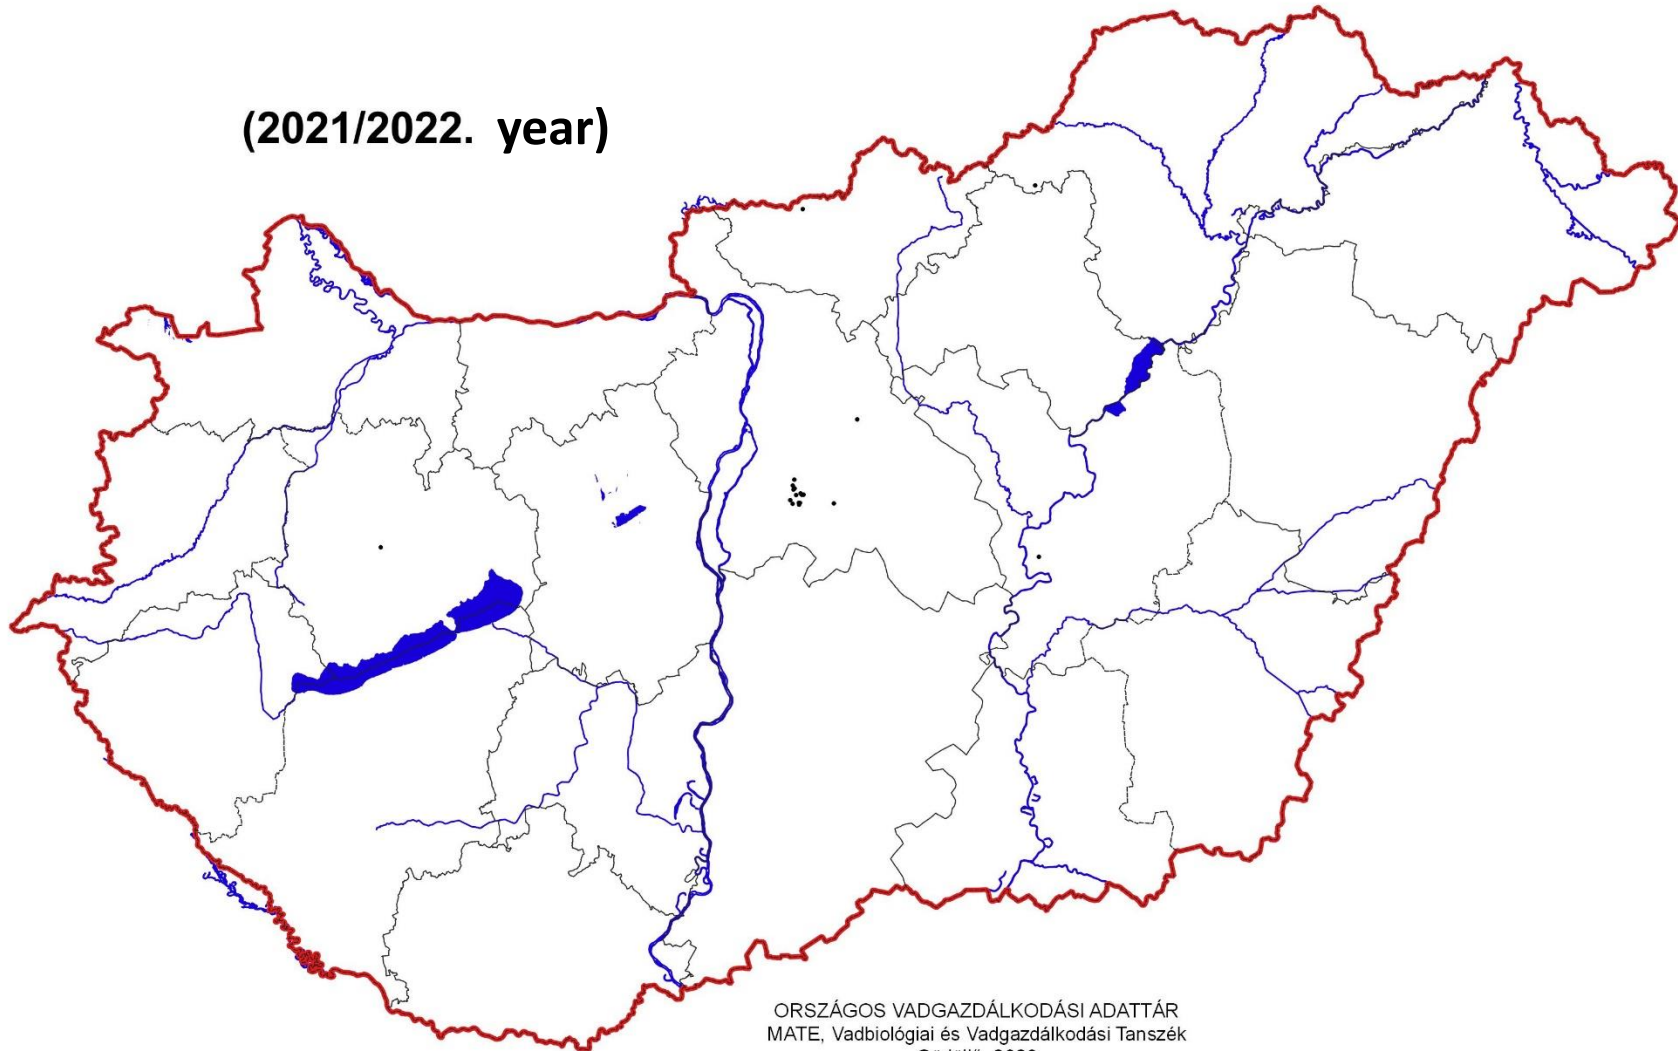 (2021/2022. year)
ORSZÁGOS VADGAZDÁLKODÁSI ADATTÁR
MATE, Vadbiológiai és Vadgazdálkodási Tanszék